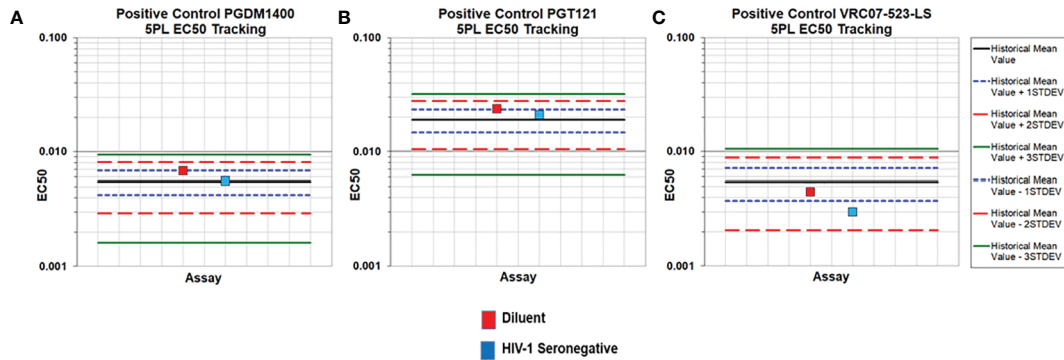 A
Positive Control PGDM1400
5PL EC50 Tracking
0.100
0.010
0.001
EC50
Assay
B
Positive Control PGT121
5PL EC50 Tracking
0.100
0.010
0.001
EC50
Assay
C
Positive Control VRC07-523-LS
5PL EC50 Tracking
0.100
0.010
0.001
EC50
Assay
Historical Mean
Value
Historical Mean
Value + 1STDEV
Historical Mean
Value + 2STDEV
Historical Mean
Value + 3STDEV
Historical Mean
Value - 1STDEV
Historical Mean
Value - 2STDEV
Historical Mean
Value - 3STDEV
Diluent
HIV-1 Seronegative